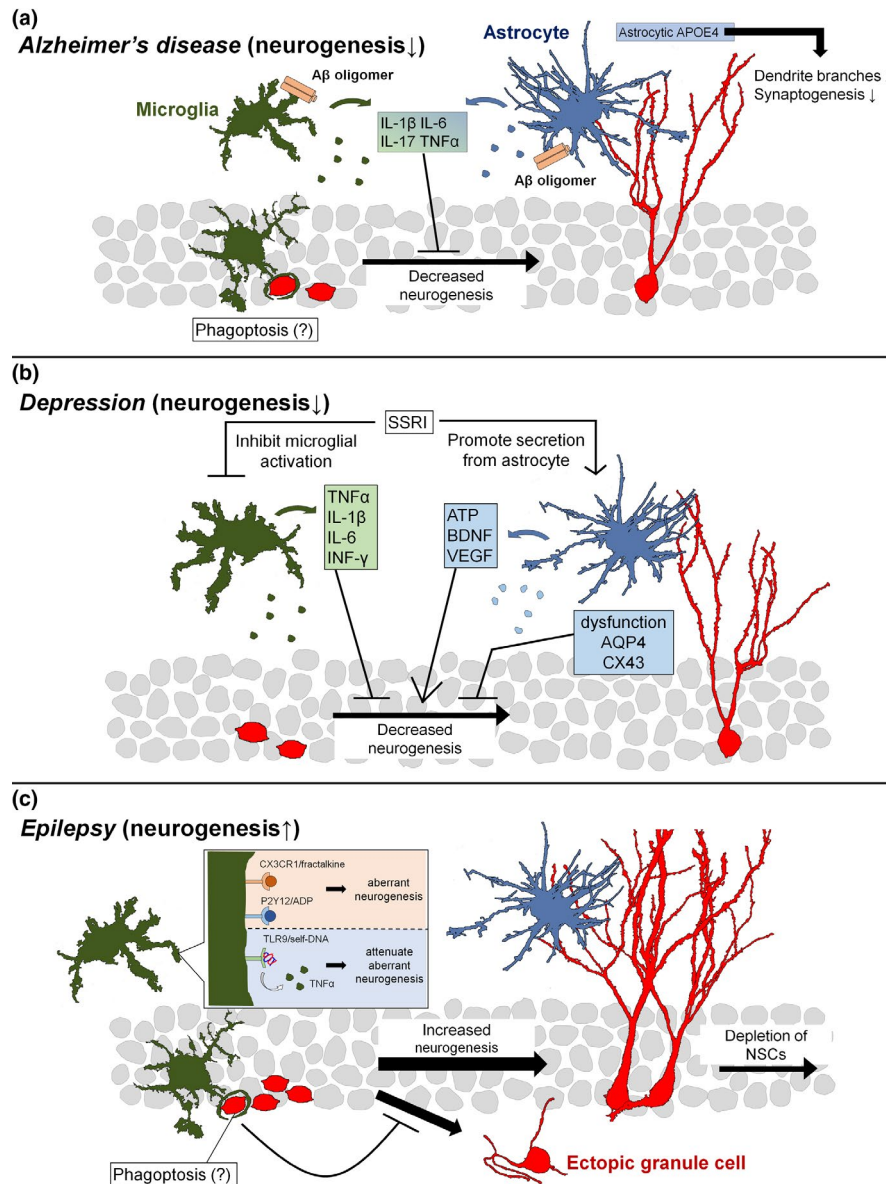 (a)
Alzheimer's disease (neurogenesis↓)
Astrocyte
Astrocytic APOE4
Dendrite branches
Synaptogenesis ↓
Aβ oligomer
Microglia
IL-1β IL-6
IL-17 TNFα
Aβ oligomer
Decreased
neurogenesis
Phagoptosis (?)
(b)
Depression (neurogenesis↓)
SSRI
Inhibit microglial
activation
Promote secretion
from astrocyte
TNFα
IL-1β
IL-6
INF-γ
ATP
BDNF
VEGF
dysfunction
AQP4
CX43
Decreased
neurogenesis
(c)
Epilepsy (neurogenesis↑)
CX3CR1/fractalkine
aberrant
neurogenesis
P2Y12/ADP
TLR9/self-DNA
attenuate
aberrant
neurogenesis
TNFα
Increased
neurogenesis
Depletion of
NSCs
Phagoptosis (?)
Ectopic granule cell